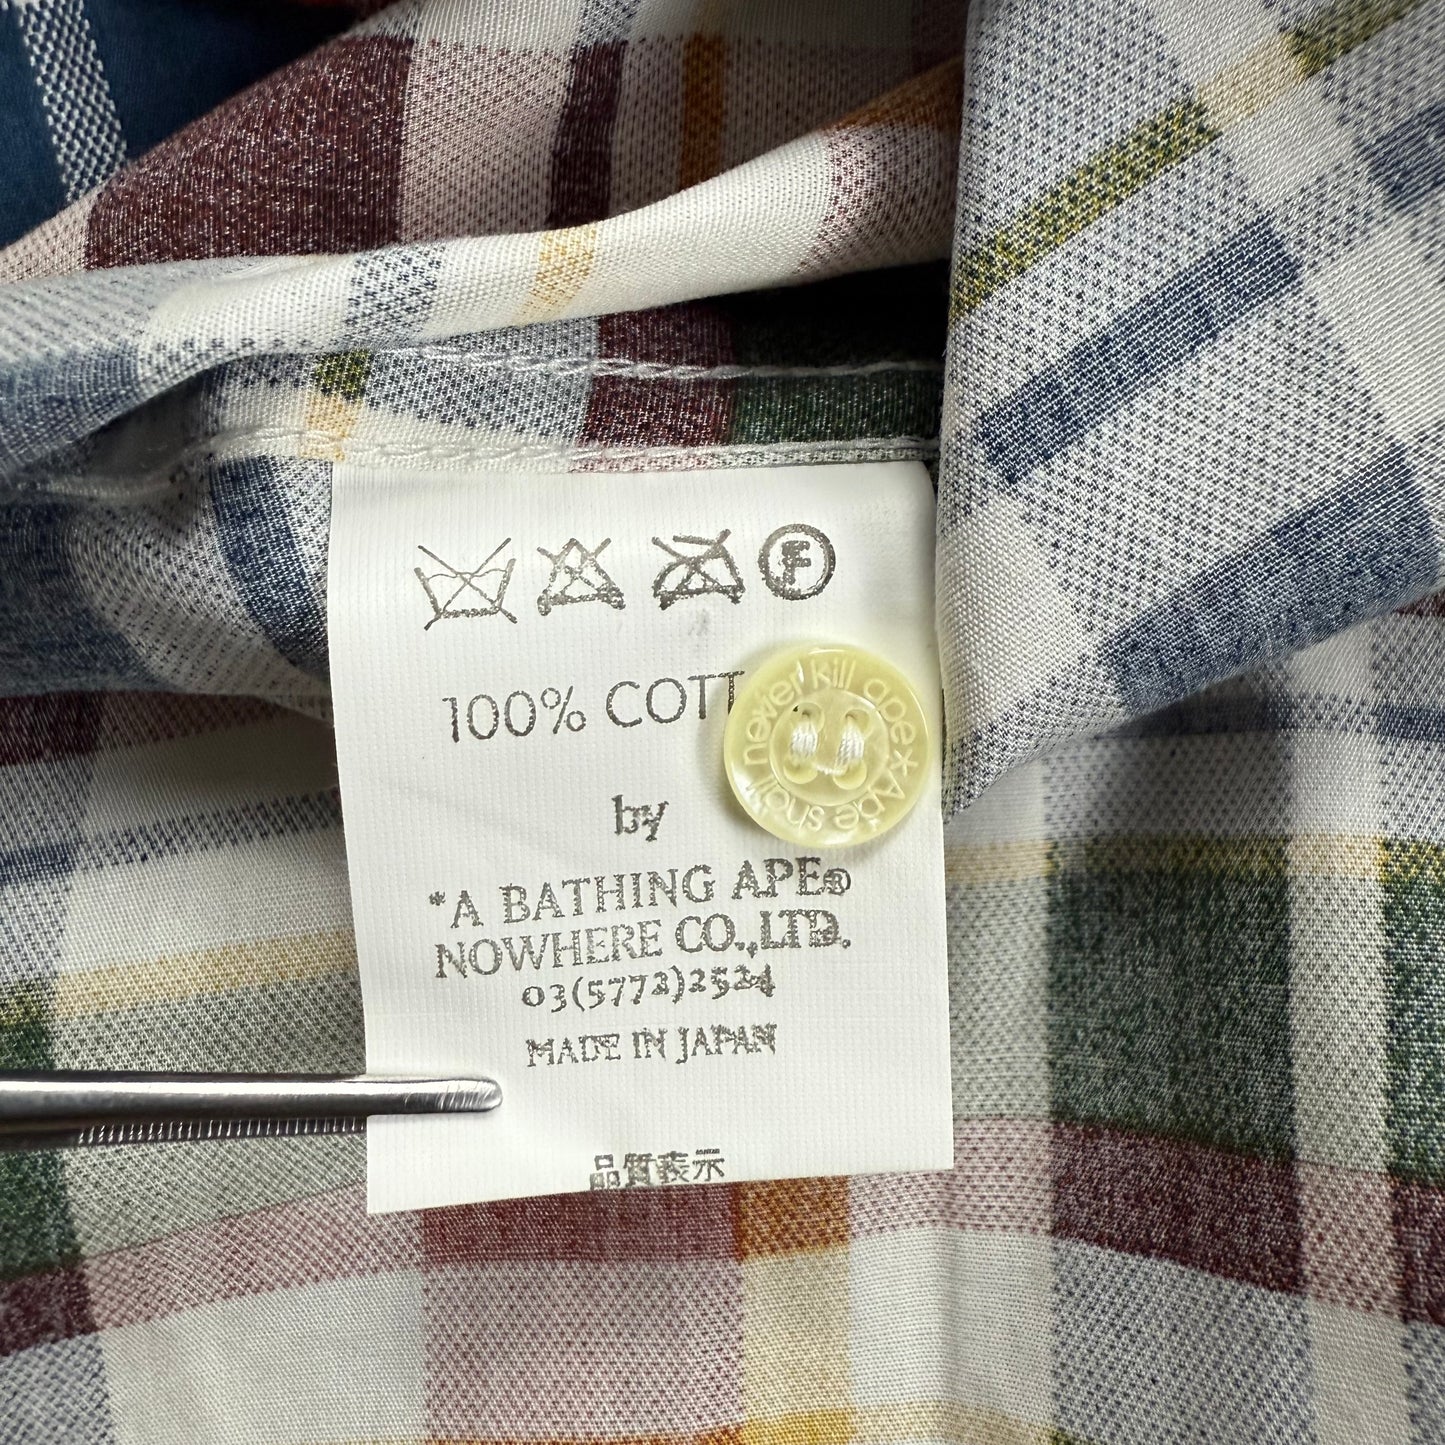 F
100% COTT
by
*A BATHING APE®
NOWHERE CO.,LTD.
03(5772)2524
MADE IN JAPAN
品質表示
Ape shall never kill ape*